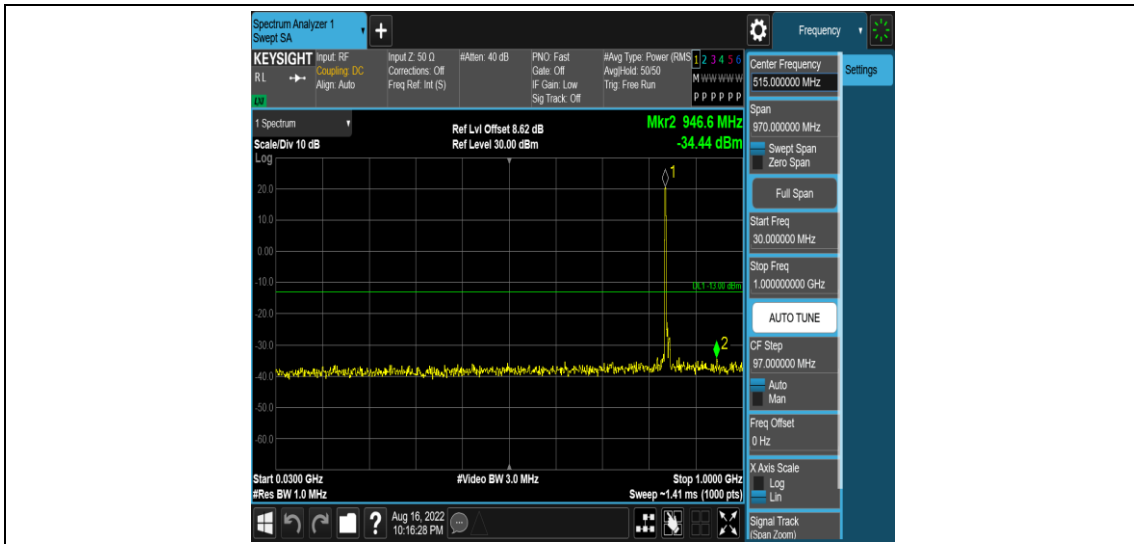 Spectrum Analyzer 1
Swept SA
+
Frequency
KEYSIGHT
RL
Input: RF
Coupling: DC
Align: Auto
Input Z: 50 Ω
Corrections: Off
Freq Ref: Int (S)
#Atten: 40 dB
PNO: Fast
Gate: Off
IF Gain: Low
Sig Track: Off
#Avg Type: Power (RMS
Avg|Hold: 50/50
Trig: Free Run
1 2 3 4 5 6
M W W W W W
P P P P P P
1 Spectrum
Scale/Div 10 dB
Log
Ref Lvl Offset 8.62 dB
Ref Level 30.00 dBm
Mkr2 946.6 MHz
-34.44 dBm
1
20.0
10.0
0.00
-10.0
DL1 -13.00 dBm
-20.0
-30.0
2
-40.0
-50.0
-60.0
Start 0.0300 GHz
#Res BW 1.0 MHz
#Video BW 3.0 MHz
Stop 1.0000 GHz
Sweep ~1.41 ms (1000 pts)
Center Frequency
515.000000 MHz
Settings
Span
970.000000 MHz
Swept Span
Zero Span
Full Span
Start Freq
30.000000 MHz
Stop Freq
1.000000000 GHz
AUTO TUNE
CF Step
97.000000 MHz
Auto
Man
Freq Offset
0 Hz
X Axis Scale
Log
Lin
Signal Track
(Span Zoom)
?
Aug 16, 2022
10:16:28 PM